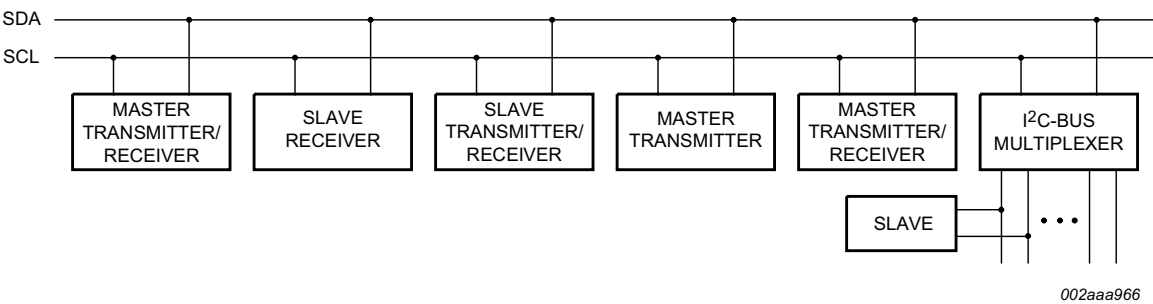 SDA
SCL
MASTER
TRANSMITTER/
RECEIVER
SLAVE
RECEIVER
SLAVE
TRANSMITTER/
RECEIVER
MASTER
TRANSMITTER
MASTER
TRANSMITTER/
RECEIVER
I²C-BUS
MULTIPLEXER
SLAVE
002aaa966